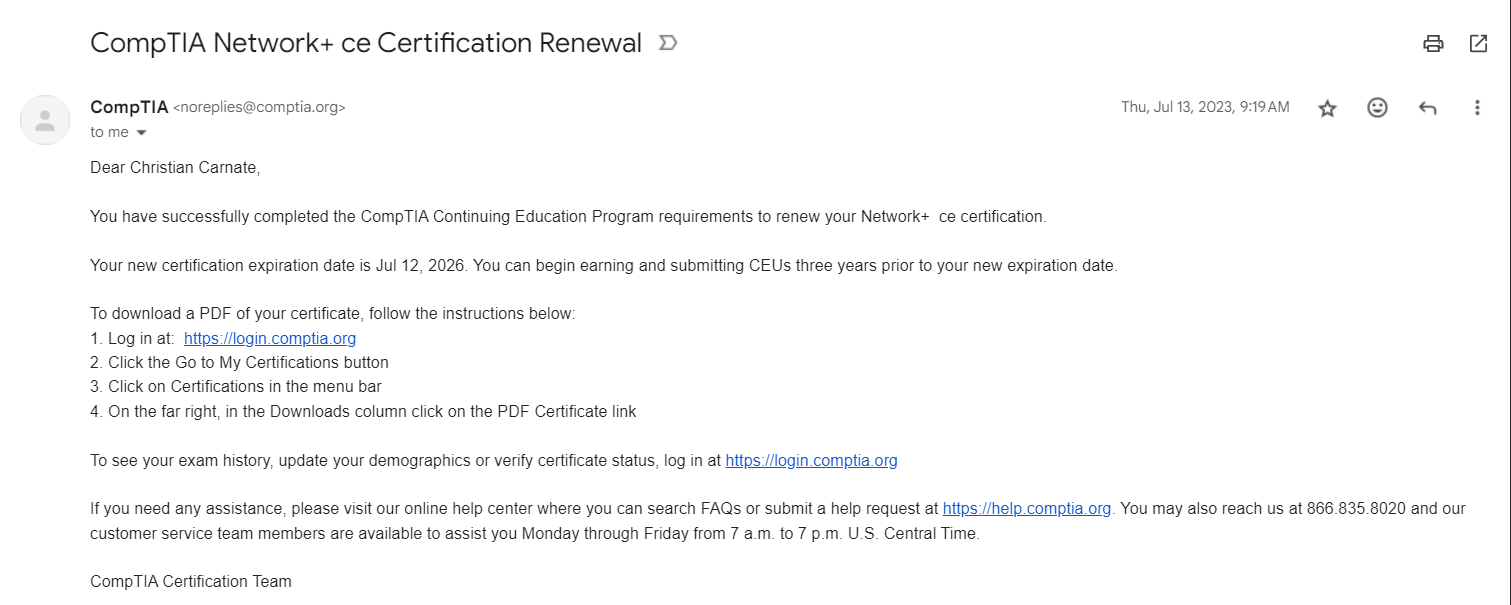 CompTIA Network+ ce Certification Renewal
CompTIA <noreplies@comptia.org>
Thu, Jul 13, 2023, 9:19 AM
to me
Dear Christian Carnate,
You have successfully completed the CompTIA Continuing Education Program requirements to renew your Network+  ce certification.
Your new certification expiration date is Jul 12, 2026. You can begin earning and submitting CEUs three years prior to your new expiration date.
To download a PDF of your certificate, follow the instructions below:
1. Log in at:  https://login.comptia.org
2. Click the Go to My Certifications button
3. Click on Certifications in the menu bar
4. On the far right, in the Downloads column click on the PDF Certificate link
To see your exam history, update your demographics or verify certificate status, log in at https://login.comptia.org
If you need any assistance, please visit our online help center where you can search FAQs or submit a help request at https://help.comptia.org. You may also reach us at 866.835.8020 and our
customer service team members are available to assist you Monday through Friday from 7 a.m. to 7 p.m. U.S. Central Time.
CompTIA Certification Team